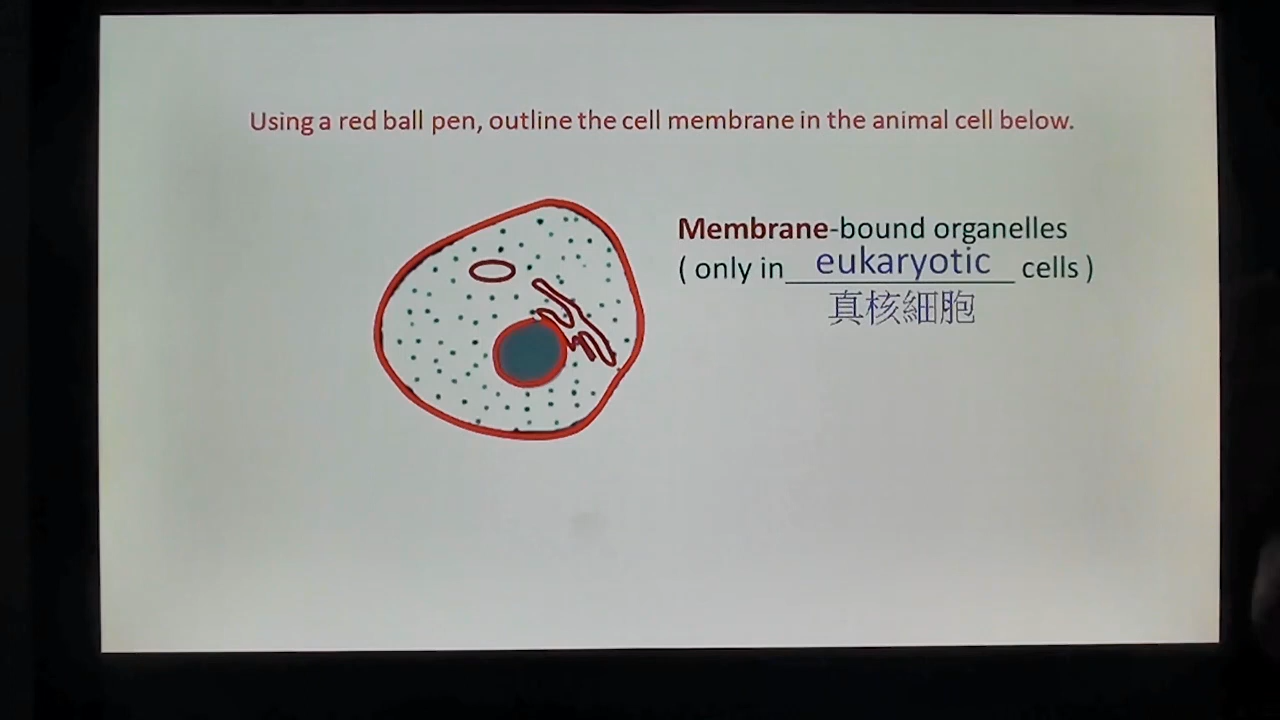 Using a red ball pen, outline the cell membrane in the animal cell below.
Membrane-bound organelles
( only in eukaryotic cells )
真核細胞